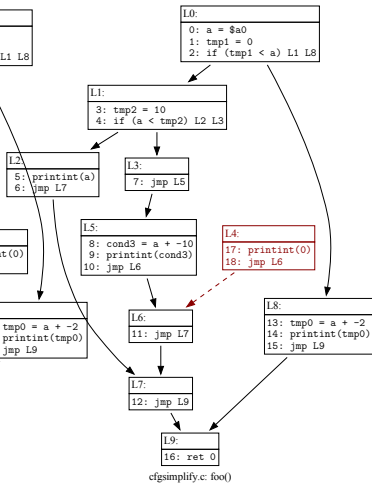 L0:
0: a = $a0
1: tmp1 = 0
2: if (tmp1 < a) L1 L8
L1 L8
L1:
3: tmp2 = 10
4: if (a < tmp2) L2 L3
L2:
5: printint(a)
6: jmp L7
L3:
7: jmp L5
L5:
8: cond3 = a + -10
9: printint(cond3)
10: jmp L6
L4:
17: printint(0)
18: jmp L6
t(0)
L6:
11: jmp L7
tmp0 = a + -2
printint(tmp0)
jmp L9
L8:
13: tmp0 = a + -2
14: printint(tmp0)
15: jmp L9
L7:
12: jmp L9
L9:
16: ret 0
cfgsimplify.c: foo()